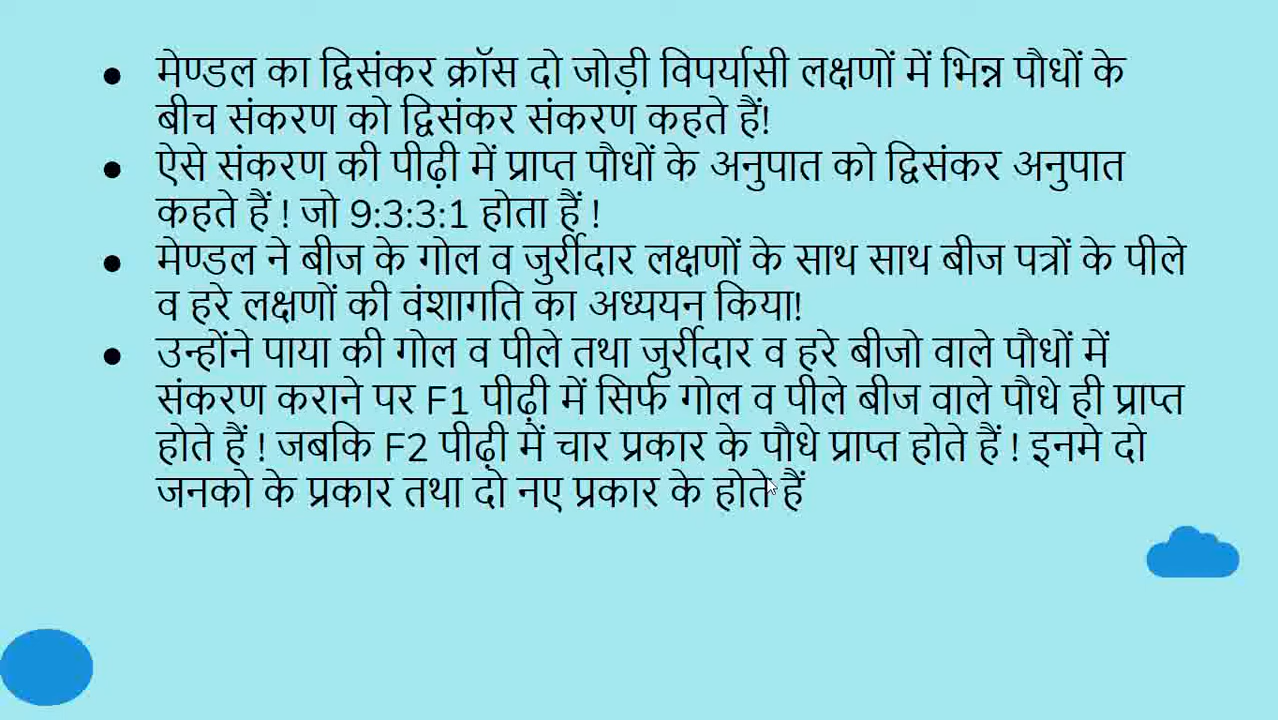 ● मेण्डल का द्विसंकर क्रॉस दो जोड़ी विपर्यासी लक्षणों में भिन्न पौधों के
बीच संकरण को द्विसंकर संकरण कहते हैं!
● ऐसे संकरण की पीढ़ी में प्राप्त पौधों के अनुपात को द्विसंकर अनुपात
कहते हैं ! जो 9:3:3:1 होता हैं !
● मेण्डल ने बीज के गोल व जुर्रीदार लक्षणों के साथ साथ बीज पत्रों के पीले
व हरे लक्षणों की वंशागति का अध्ययन किया!
● उन्होंने पाया की गोल व पीले तथा जुर्रीदार व हरे बीजो वाले पौधों में
संकरण कराने पर F1 पीढ़ी में सिर्फ गोल व पीले बीज वाले पौधे ही प्राप्त
होते हैं ! जबकि F2 पीढ़ी में चार प्रकार के पौधे प्राप्त होते हैं ! इनमे दो
जनको के प्रकार तथा दो नए प्रकार के होते हैं